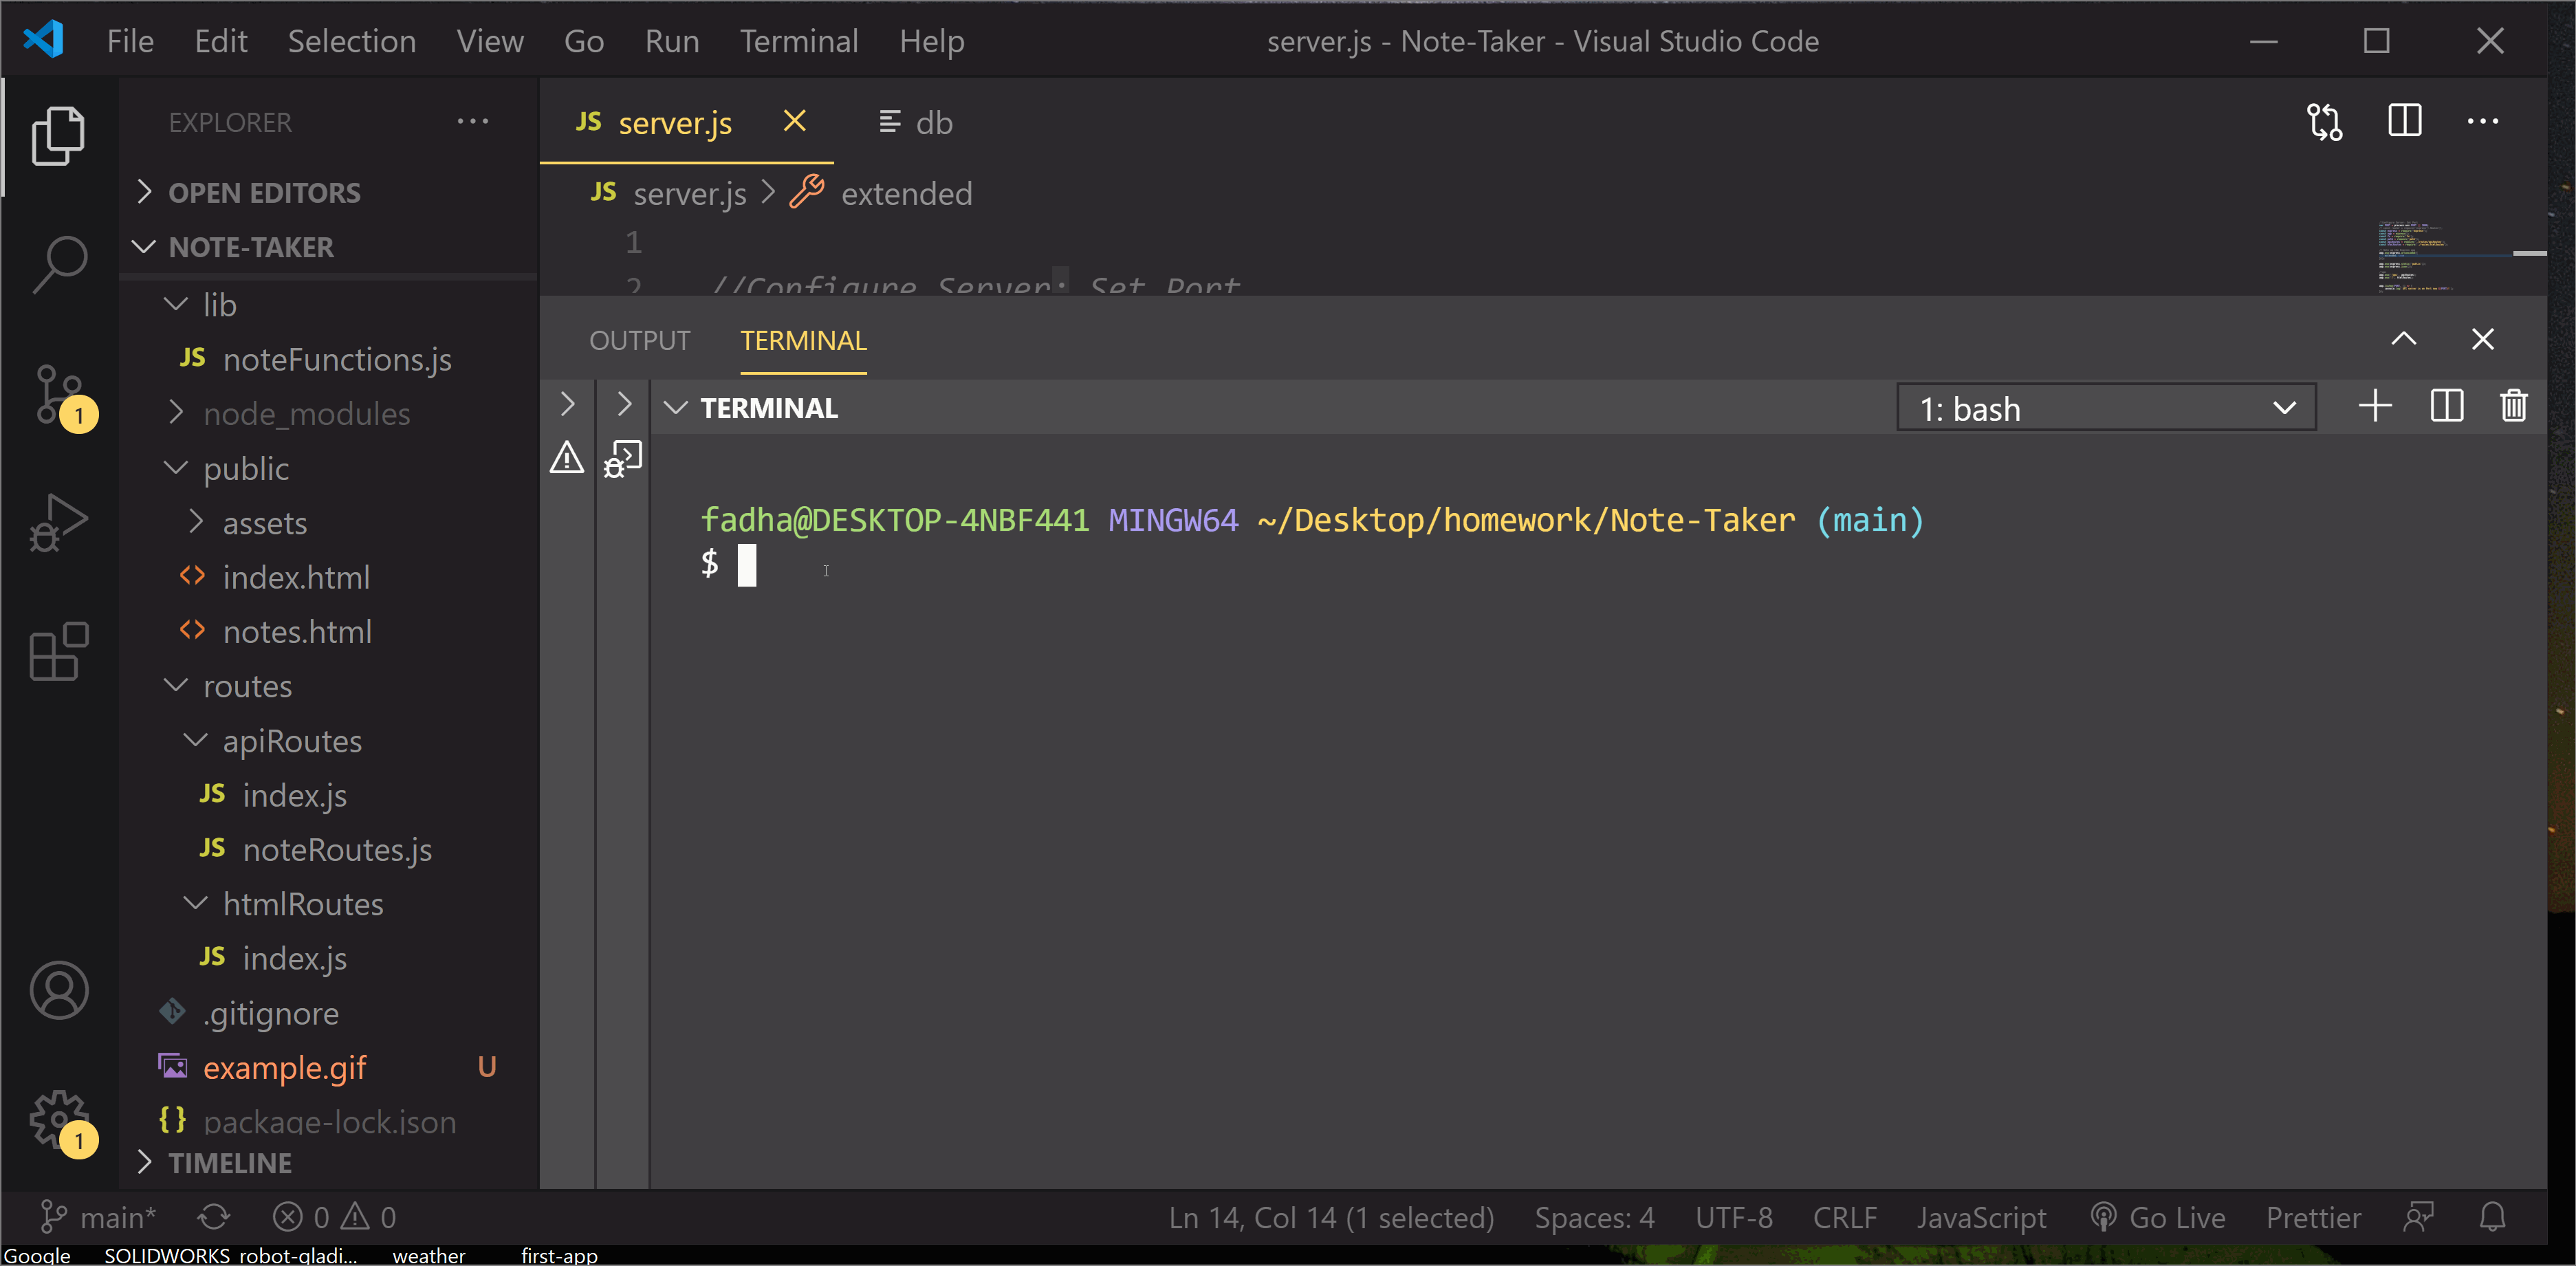 File Edit Selection View Go Run Terminal Help server.js - Note-Taker - Visual Studio Code
EXPLORER
OPEN EDITORS
NOTE-TAKER
lib
JS noteFunctions.js
node_modules
public
assets
index.html
notes.html
routes
apiRoutes
JS index.js
JS noteRoutes.js
htmlRoutes
JS index.js
.gitignore
example.gif U
{} package-lock.json
TIMELINE
1
1
JS server.js db
JS server.js > extended
1
2 //Configure Server: Set Port
OUTPUT TERMINAL
TERMINAL 1: bash
fadha@DESKTOP-4NBF441 MINGW64 ~/Desktop/homework/Note-Taker (main)
$
main* 0 0 Ln 14, Col 14 (1 selected) Spaces: 4 UTF-8 CRLF JavaScript Go Live Prettier
Google SOLIDWORKS robot-gladi... weather first-app